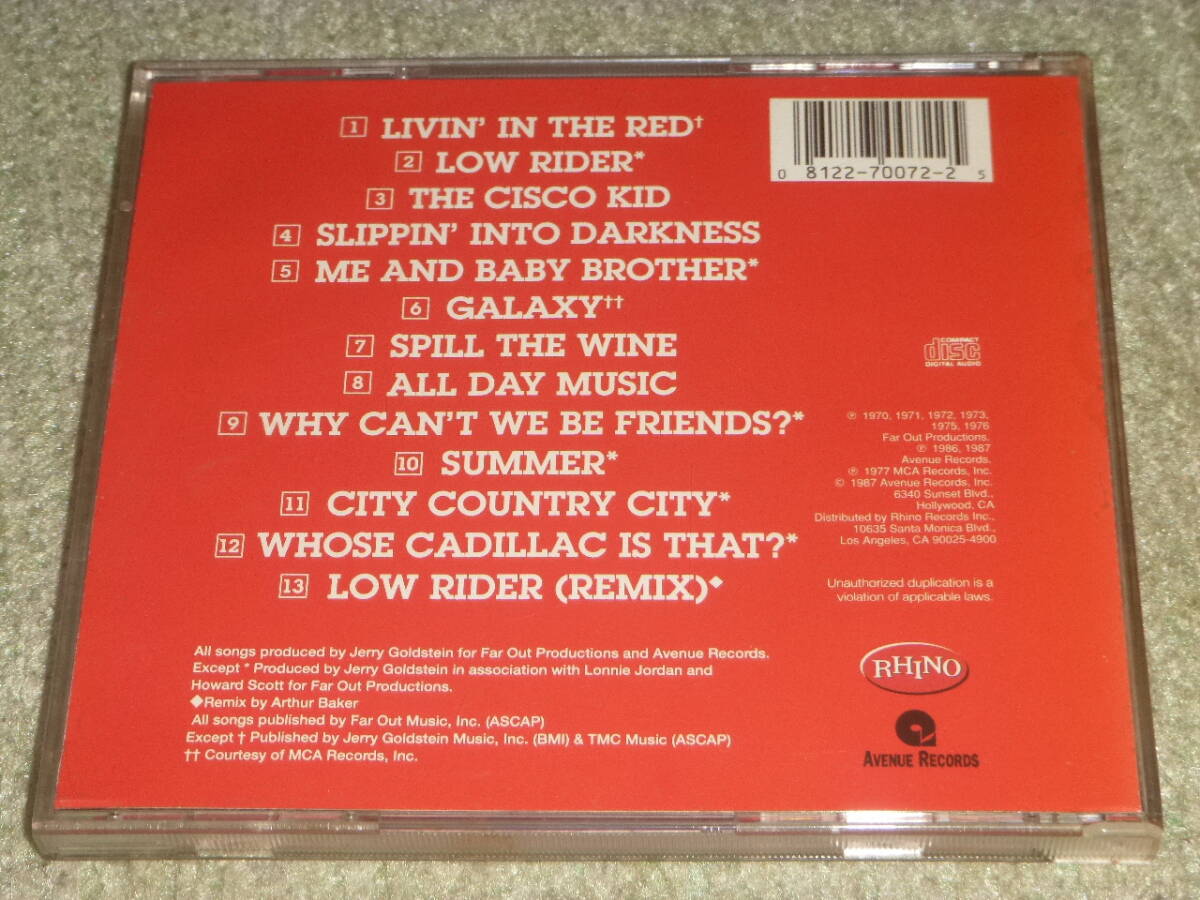 1 LIVIN' IN THE RED†
2 LOW RIDER*
3 THE CISCO KID
4 SLIPPIN' INTO DARKNESS
5 ME AND BABY BROTHER*
6 GALAXY††
7 SPILL THE WINE
8 ALL DAY MUSIC
9 WHY CAN'T WE BE FRIENDS?*
10 SUMMER*
11 CITY COUNTRY CITY*
12 WHOSE CADILLAC IS THAT?*
13 LOW RIDER (REMIX)◆
0 8122-70072-2 5
COMPACT
disc
DIGITAL AUDIO
℗ 1970, 1971, 1972, 1973,
1975, 1976
Far Out Productions.
℗ 1986, 1987
Avenue Records.
℗ 1977 MCA Records, Inc.
© 1987 Avenue Records, Inc.
6340 Sunset Blvd.,
Hollywood, CA
Distributed by Rhino Records Inc.,
10635 Santa Monica Blvd.,
Los Angeles, CA 90025-4900
Unauthorized duplication is a
violation of applicable laws.
All songs produced by Jerry Goldstein for Far Out Productions and Avenue Records.
Except * Produced by Jerry Goldstein in association with Lonnie Jordan and
Howard Scott for Far Out Productions.
◆Remix by Arthur Baker
All songs published by Far Out Music, Inc. (ASCAP)
Except † Published by Jerry Goldstein Music, Inc. (BMI) & TMC Music (ASCAP)
†† Courtesy of MCA Records, Inc.
RHINO
AVENUE RECORDS